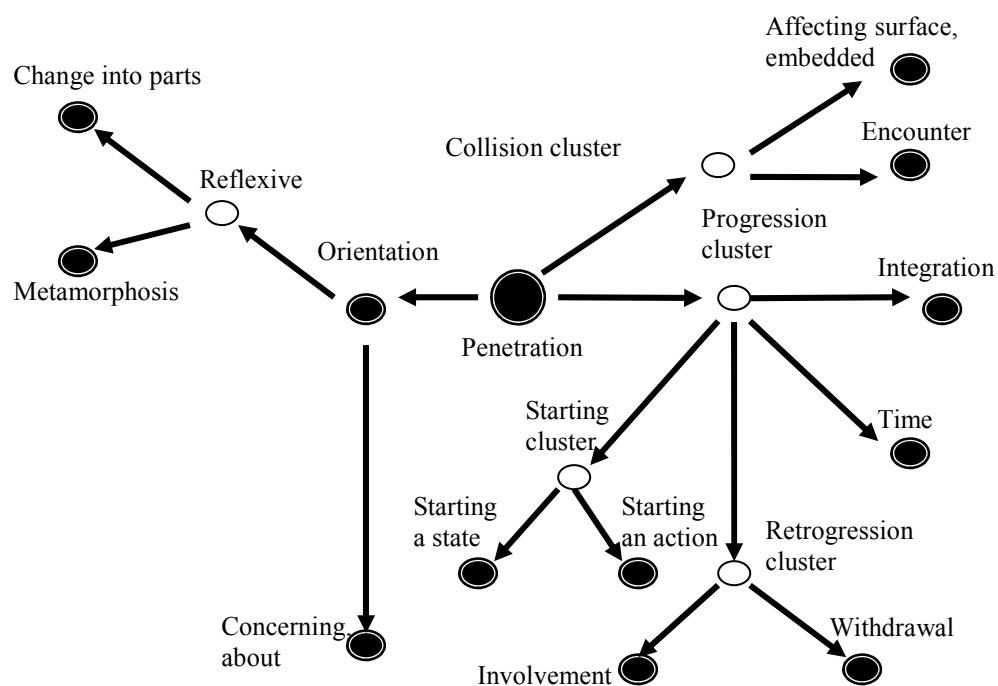 Affecting surface,
embedded
Change into parts
Encounter
Collision cluster
Reflexive
Progression
cluster
Orientation
Integration
Metamorphosis
Penetration
Starting
cluster
Time
Starting
a state
Starting
an action
Retrogression
cluster
Concerning,
about
Withdrawal
Involvement